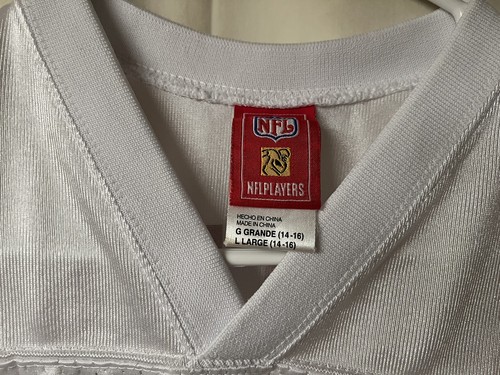 NFL
NFLPLAYERS
HECHO EN CHINA
MADE IN CHINA
G GRANDE (14-16)
L LARGE (14-16)